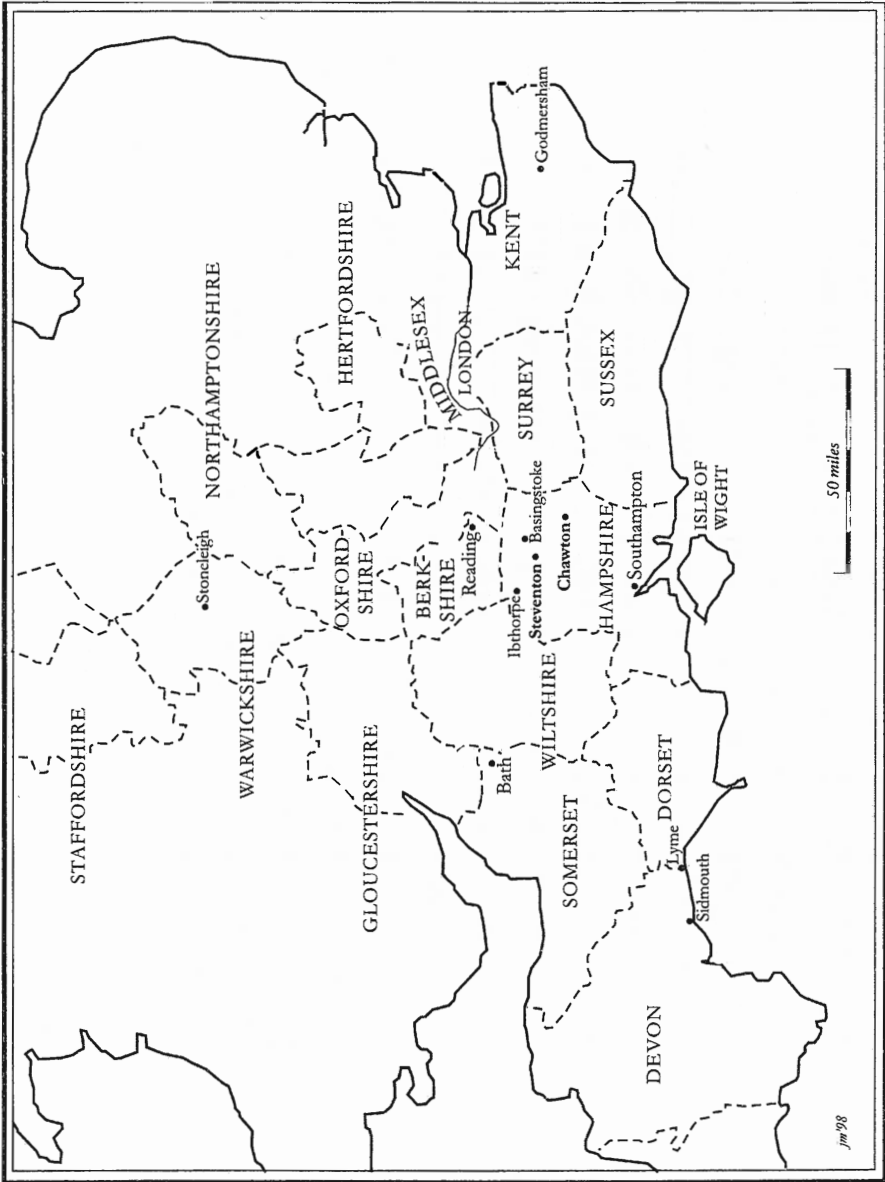 STAFFORDSHIRE
Stoneleigh
NORTHAMPTONSHIRE
WARWICKSHIRE
HERTFORDSHIRE
OXFORD-
SHIRE
GLOUCESTERSHIRE
MIDDLESEX
BERK-
SHIRE
LONDON
Reading
Bath
Ibthorpe
Basingstoke
KENT
Godmersham
Steventon
SURREY
WILTSHIRE
Chawton
SOMERSET
HAMPSHIRE
SUSSEX
Southampton
DORSET
Lyme
Sidmouth
DEVON
ISLE OF
WIGHT
50 miles
jm'98